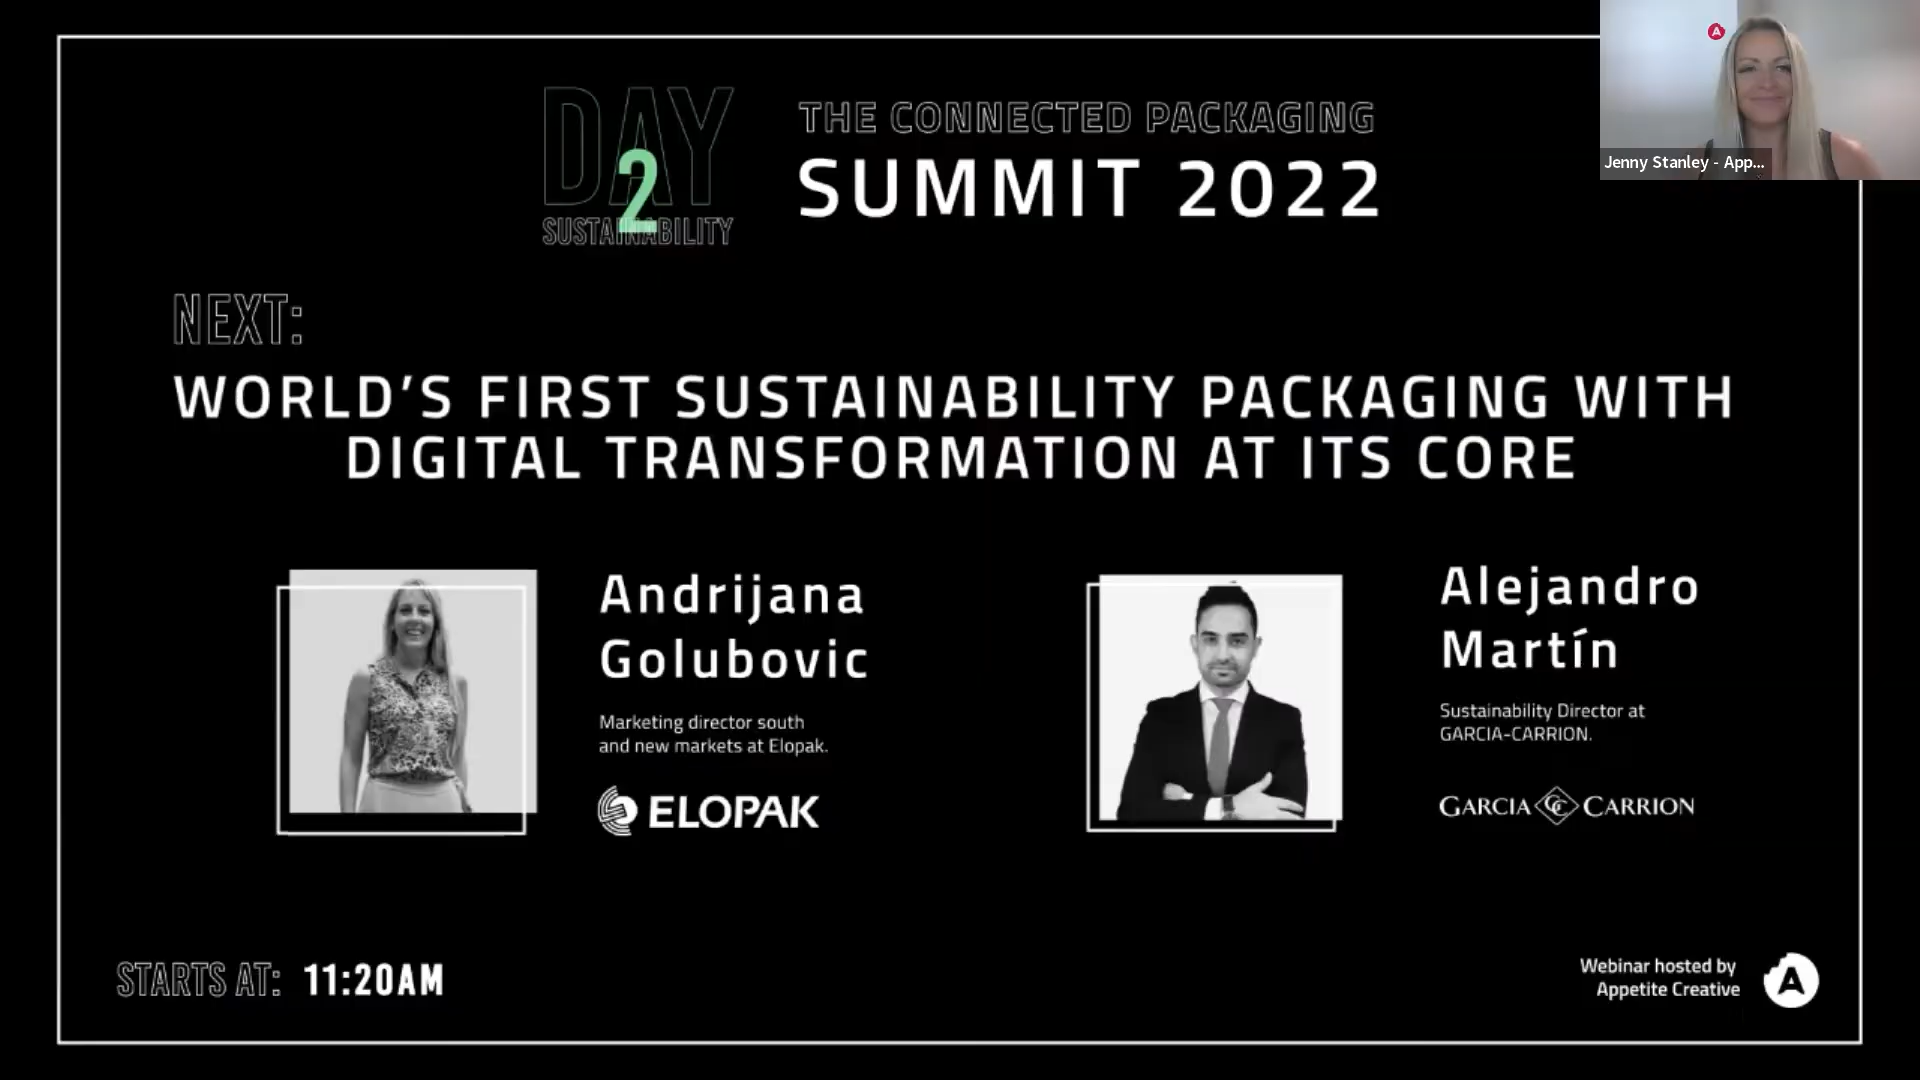 DAY
2
SUSTAINABILITY
THE CONNECTED PACKAGING
SUMMIT 2022
A
Jenny Stanley - App...
NEXT:
WORLD'S FIRST SUSTAINABILITY PACKAGING WITH
DIGITAL TRANSFORMATION AT ITS CORE
Andrijana
Golubovic
Marketing director south
and new markets at Elopak.
ELOPAK
Alejandro
Martín
Sustainability Director at
GARCIA-CARRION.
GARCIA GC CARRION
STARTS AT: 11:20AM
Webinar hosted by
Appetite Creative
A